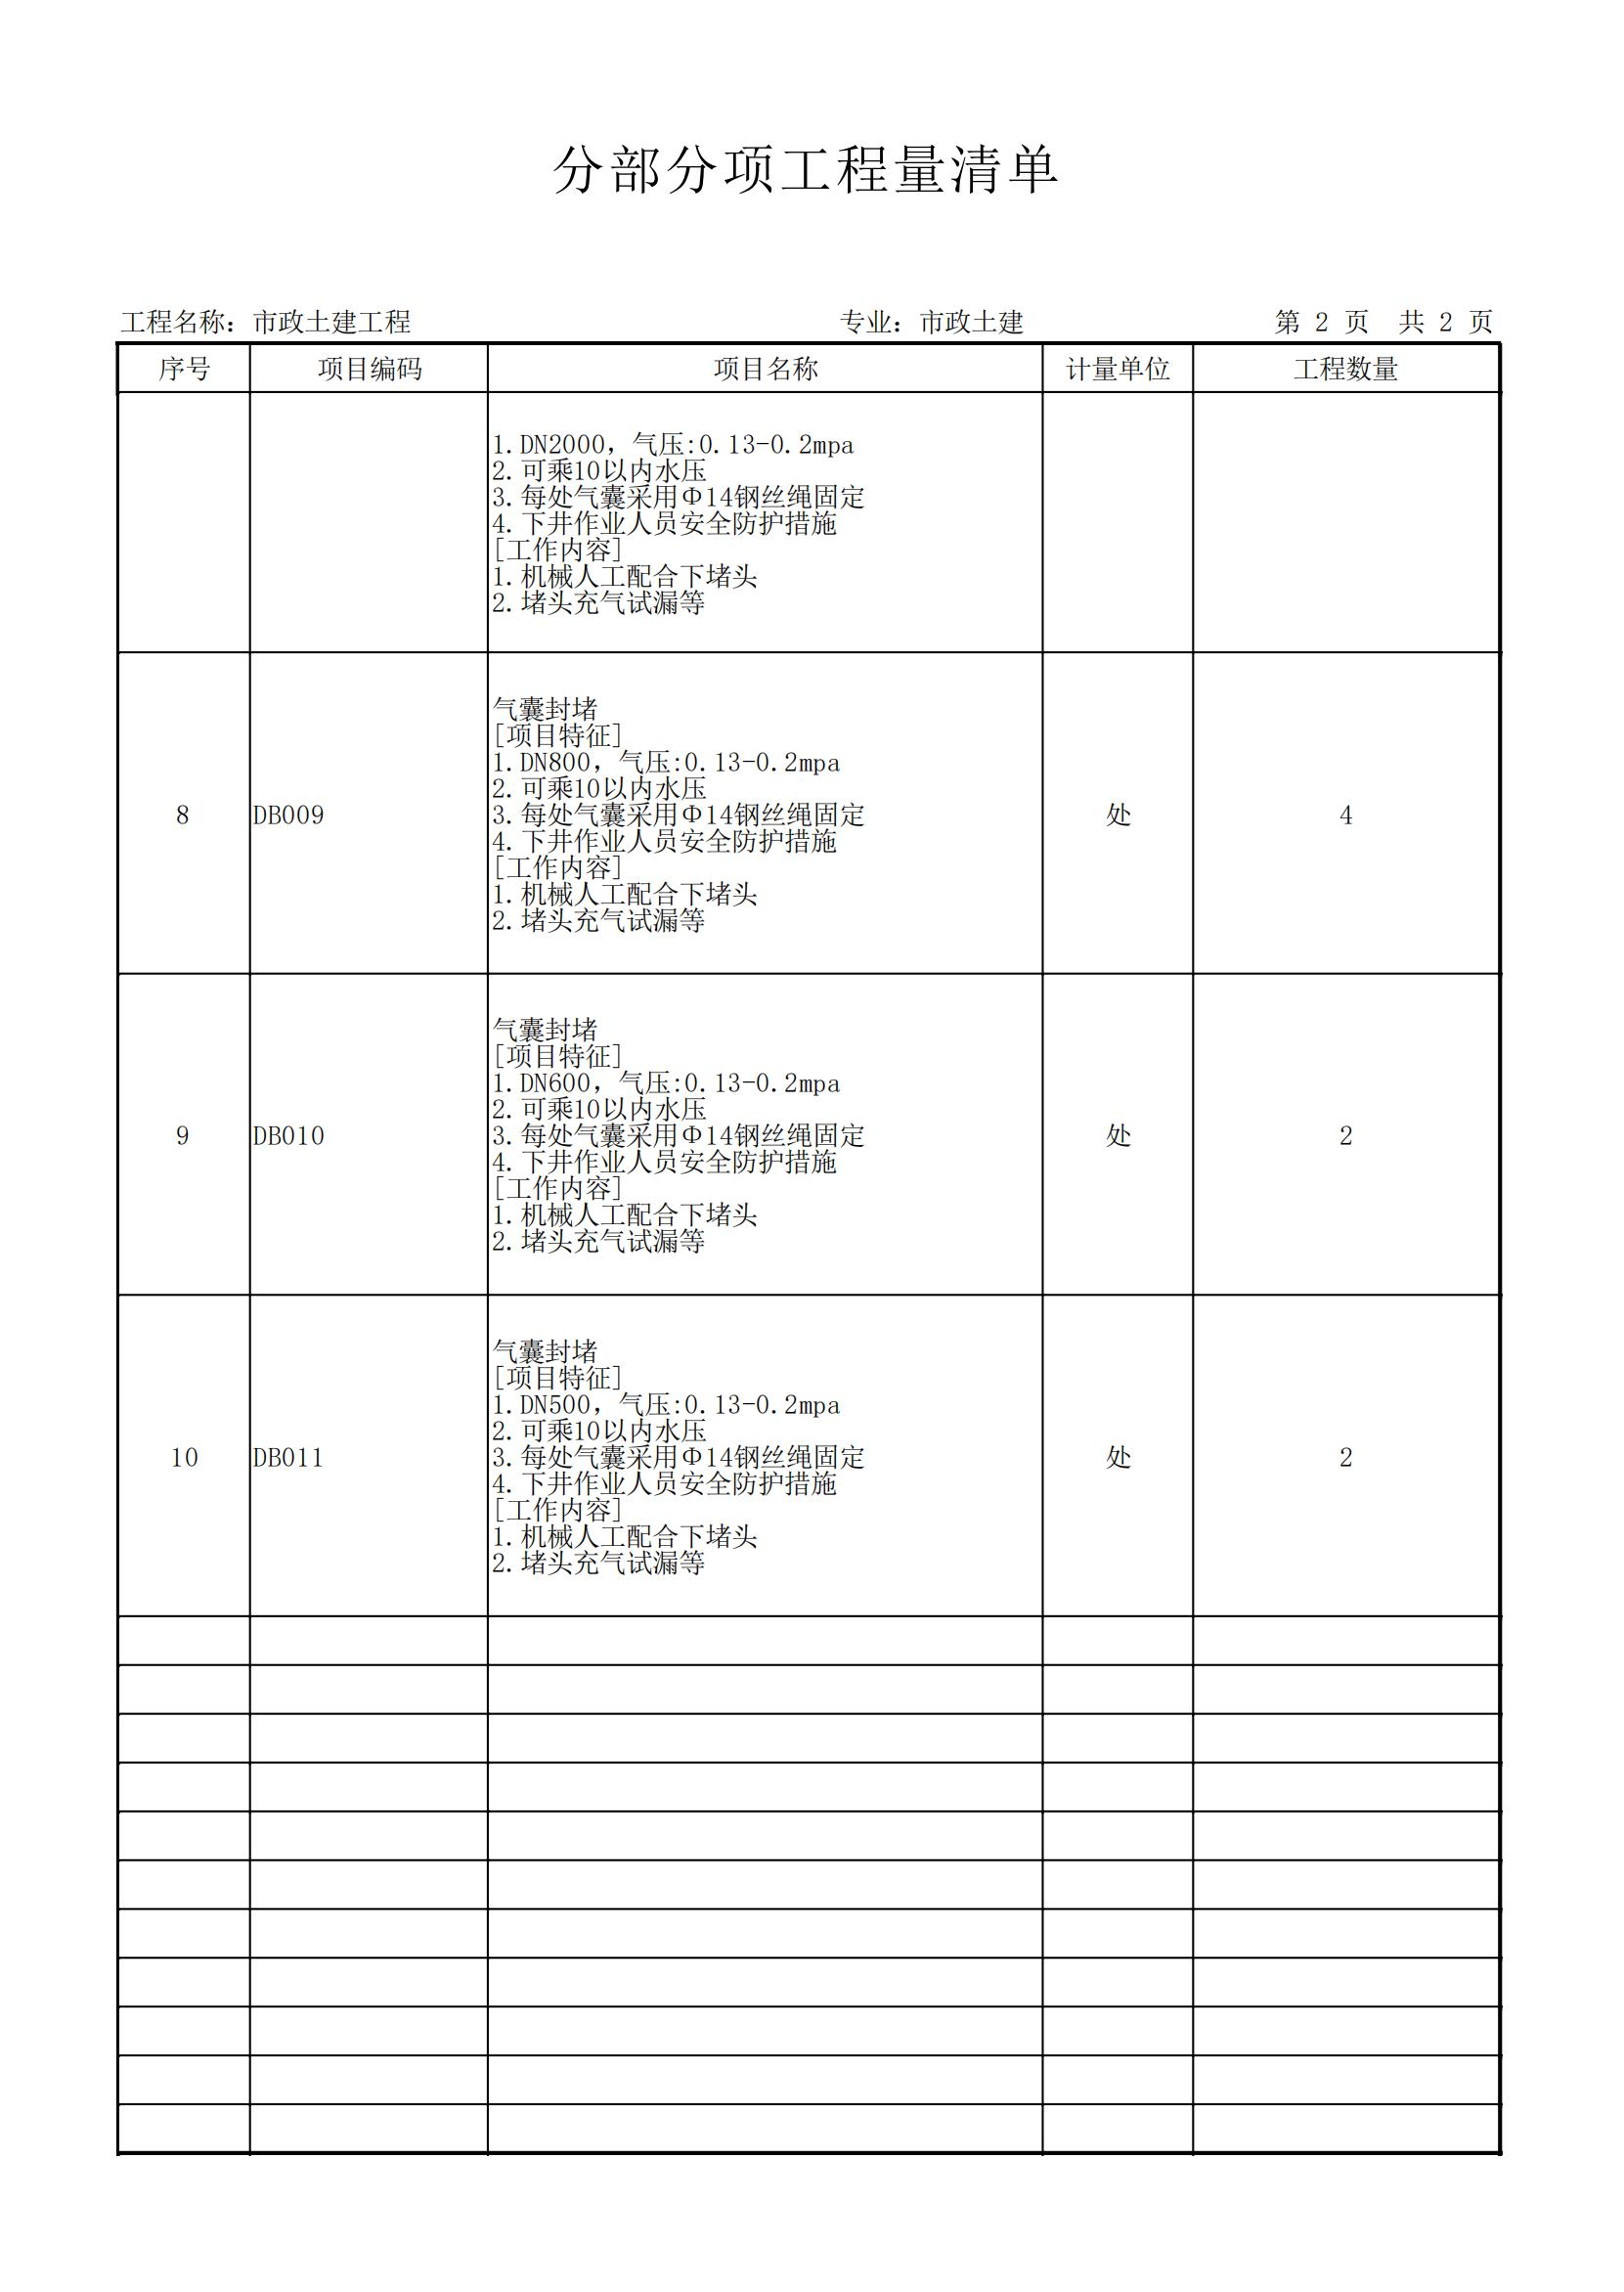 分部分项工程量清单
工程名称：市政土建工程 专业：市政土建 第 2 页 共 2 页
序号 项目编码 项目名称 计量单位 工程数量
1.DN2000，气压:0.13-0.2mpa
2.可乘10以内水压
3.每处气囊采用Φ14钢丝绳固定
4.下井作业人员安全防护措施
[工作内容]
1.机械人工配合下堵头
2.堵头充气试漏等
气囊封堵
[项目特征]
1.DN800，气压:0.13-0.2mpa
2.可乘10以内水压
8 DB009 3.每处气囊采用Φ14钢丝绳固定 处 4
4.下井作业人员安全防护措施
[工作内容]
1.机械人工配合下堵头
2.堵头充气试漏等
气囊封堵
[项目特征]
1.DN600，气压:0.13-0.2mpa
2.可乘10以内水压
9 DB010 3.每处气囊采用Φ14钢丝绳固定 处 2
4.下井作业人员安全防护措施
[工作内容]
1.机械人工配合下堵头
2.堵头充气试漏等
气囊封堵
[项目特征]
1.DN500，气压:0.13-0.2mpa
2.可乘10以内水压
10 DB011 3.每处气囊采用Φ14钢丝绳固定 处 2
4.下井作业人员安全防护措施
[工作内容]
1.机械人工配合下堵头
2.堵头充气试漏等